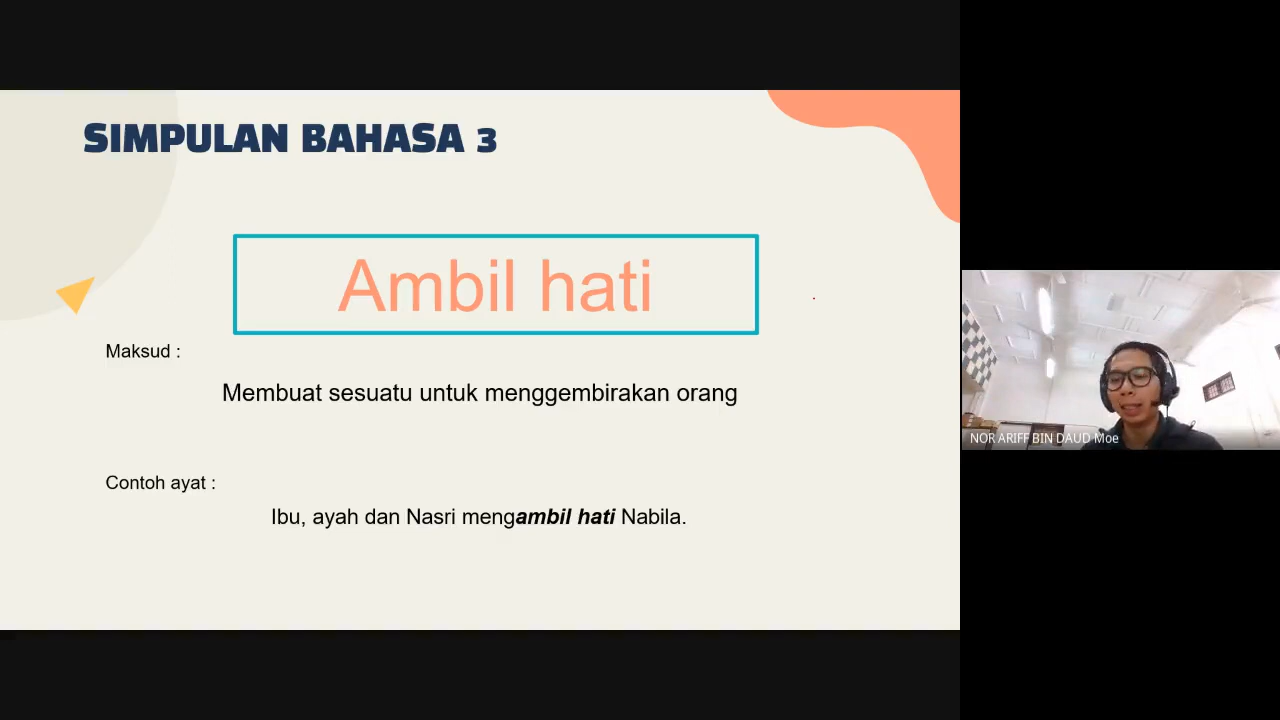 SIMPULAN BAHASA 3
Ambil hati
Maksud :
Membuat sesuatu untuk menggembirakan orang
Contoh ayat :
Ibu, ayah dan Nasri mengambil hati Nabila.
NOR ARIFF BIN DAUD Moe